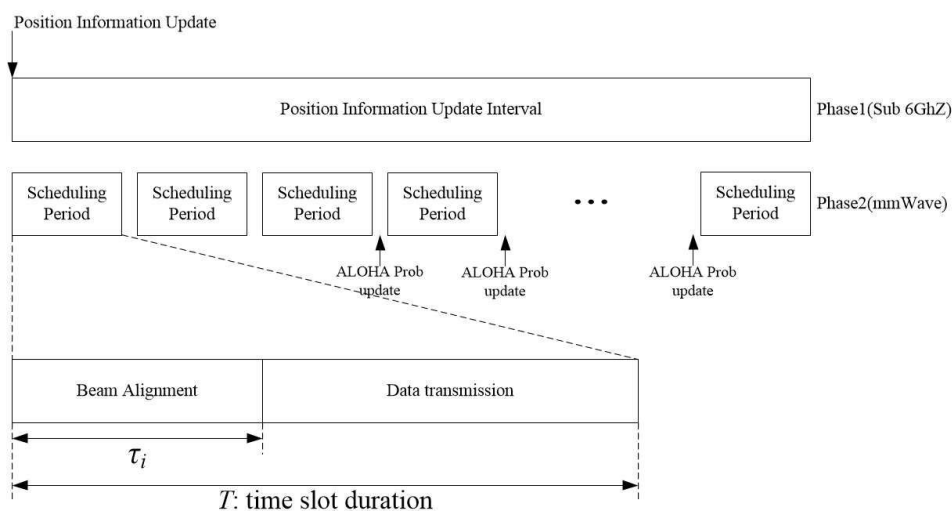 Position Information Update
Position Information Update Interval
Phase1(Sub 6GhZ)
Scheduling
Period
Scheduling
Period
Scheduling
Period
Scheduling
Period
...
Scheduling
Period
Phase2(mmWave)
ALOHA Prob
update
ALOHA Prob
update
ALOHA Prob
update
Beam Alignment
Data transmission
τi
T: time slot duration